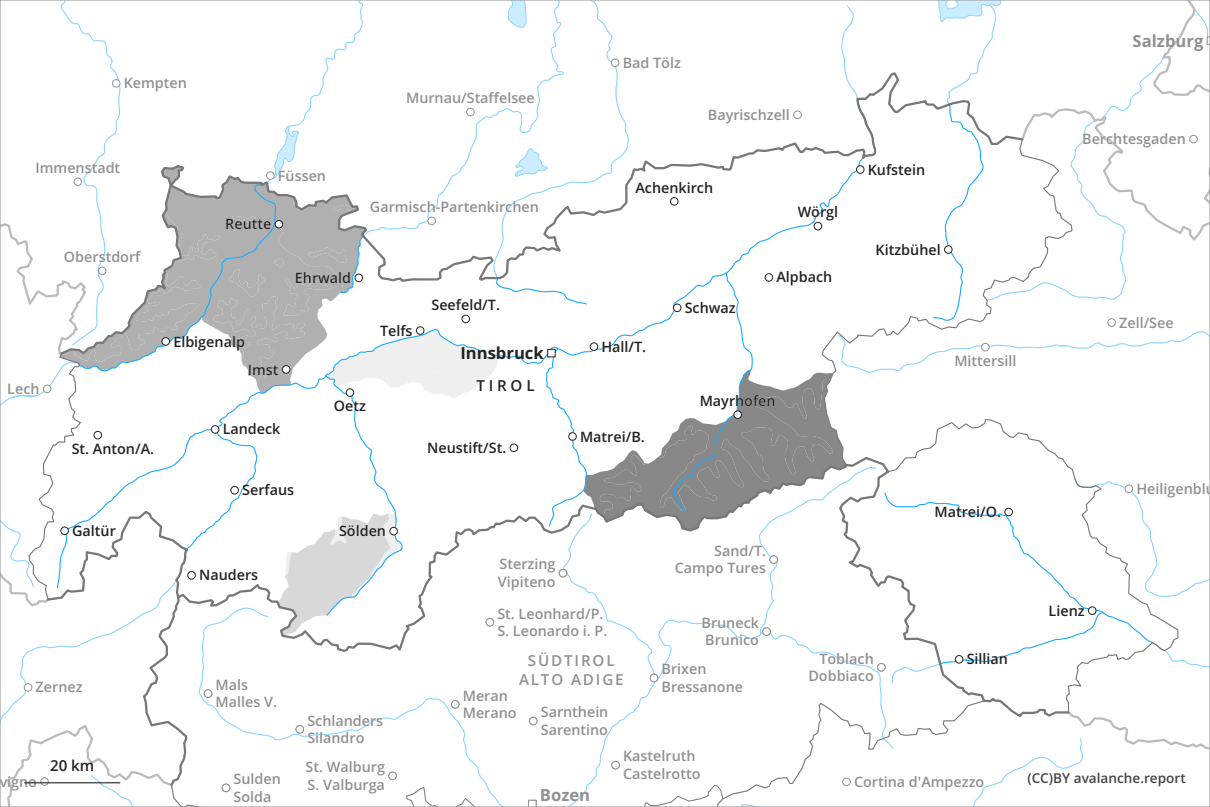 Salzburg
Bad Tölz
Kempten
Murnau/Staffelsee
Bayrischzell
Berchtesgaden
Immenstadt
Füssen
Kufstein
Achenkirch
Garmisch-Partenkirchen
Wörgl
Reutte
Kitzbühel
Oberstdorf
Ehrwald
Alpbach
Seefeld/T.
Schwaz
Zell/See
Telfs
Elbigenalp
Innsbruck
Hall/T.
Mittersill
Imst
TIROL
Lech
Oetz
Mayrhofen
Landeck
Matrei/B.
St. Anton/A.
Neustift/St.
Serfaus
Heiligenblu
Matrei/O.
Galtür
Sölden
Sand/T.
Campo Tures
Sterzing
Vipiteno
Nauders
Lienz
St. Leonhard/P.
S. Leonardo i. P.
Bruneck
Brunico
SÜDTIROL
ALTO ADIGE
Toblach
Dobbiaco
Sillian
Brixen
Bressanone
Zernez
Mals
Malles V.
Meran
Merano
Sarnthein
Sarentino
Schlanders
Silandro
Kastelruth
Castelrotto
20 km
St. Walburg
S. Valburga
vigno
Sulden
Solda
Cortina d'Ampezzo
(CC)BY avalanche.report
Bozen